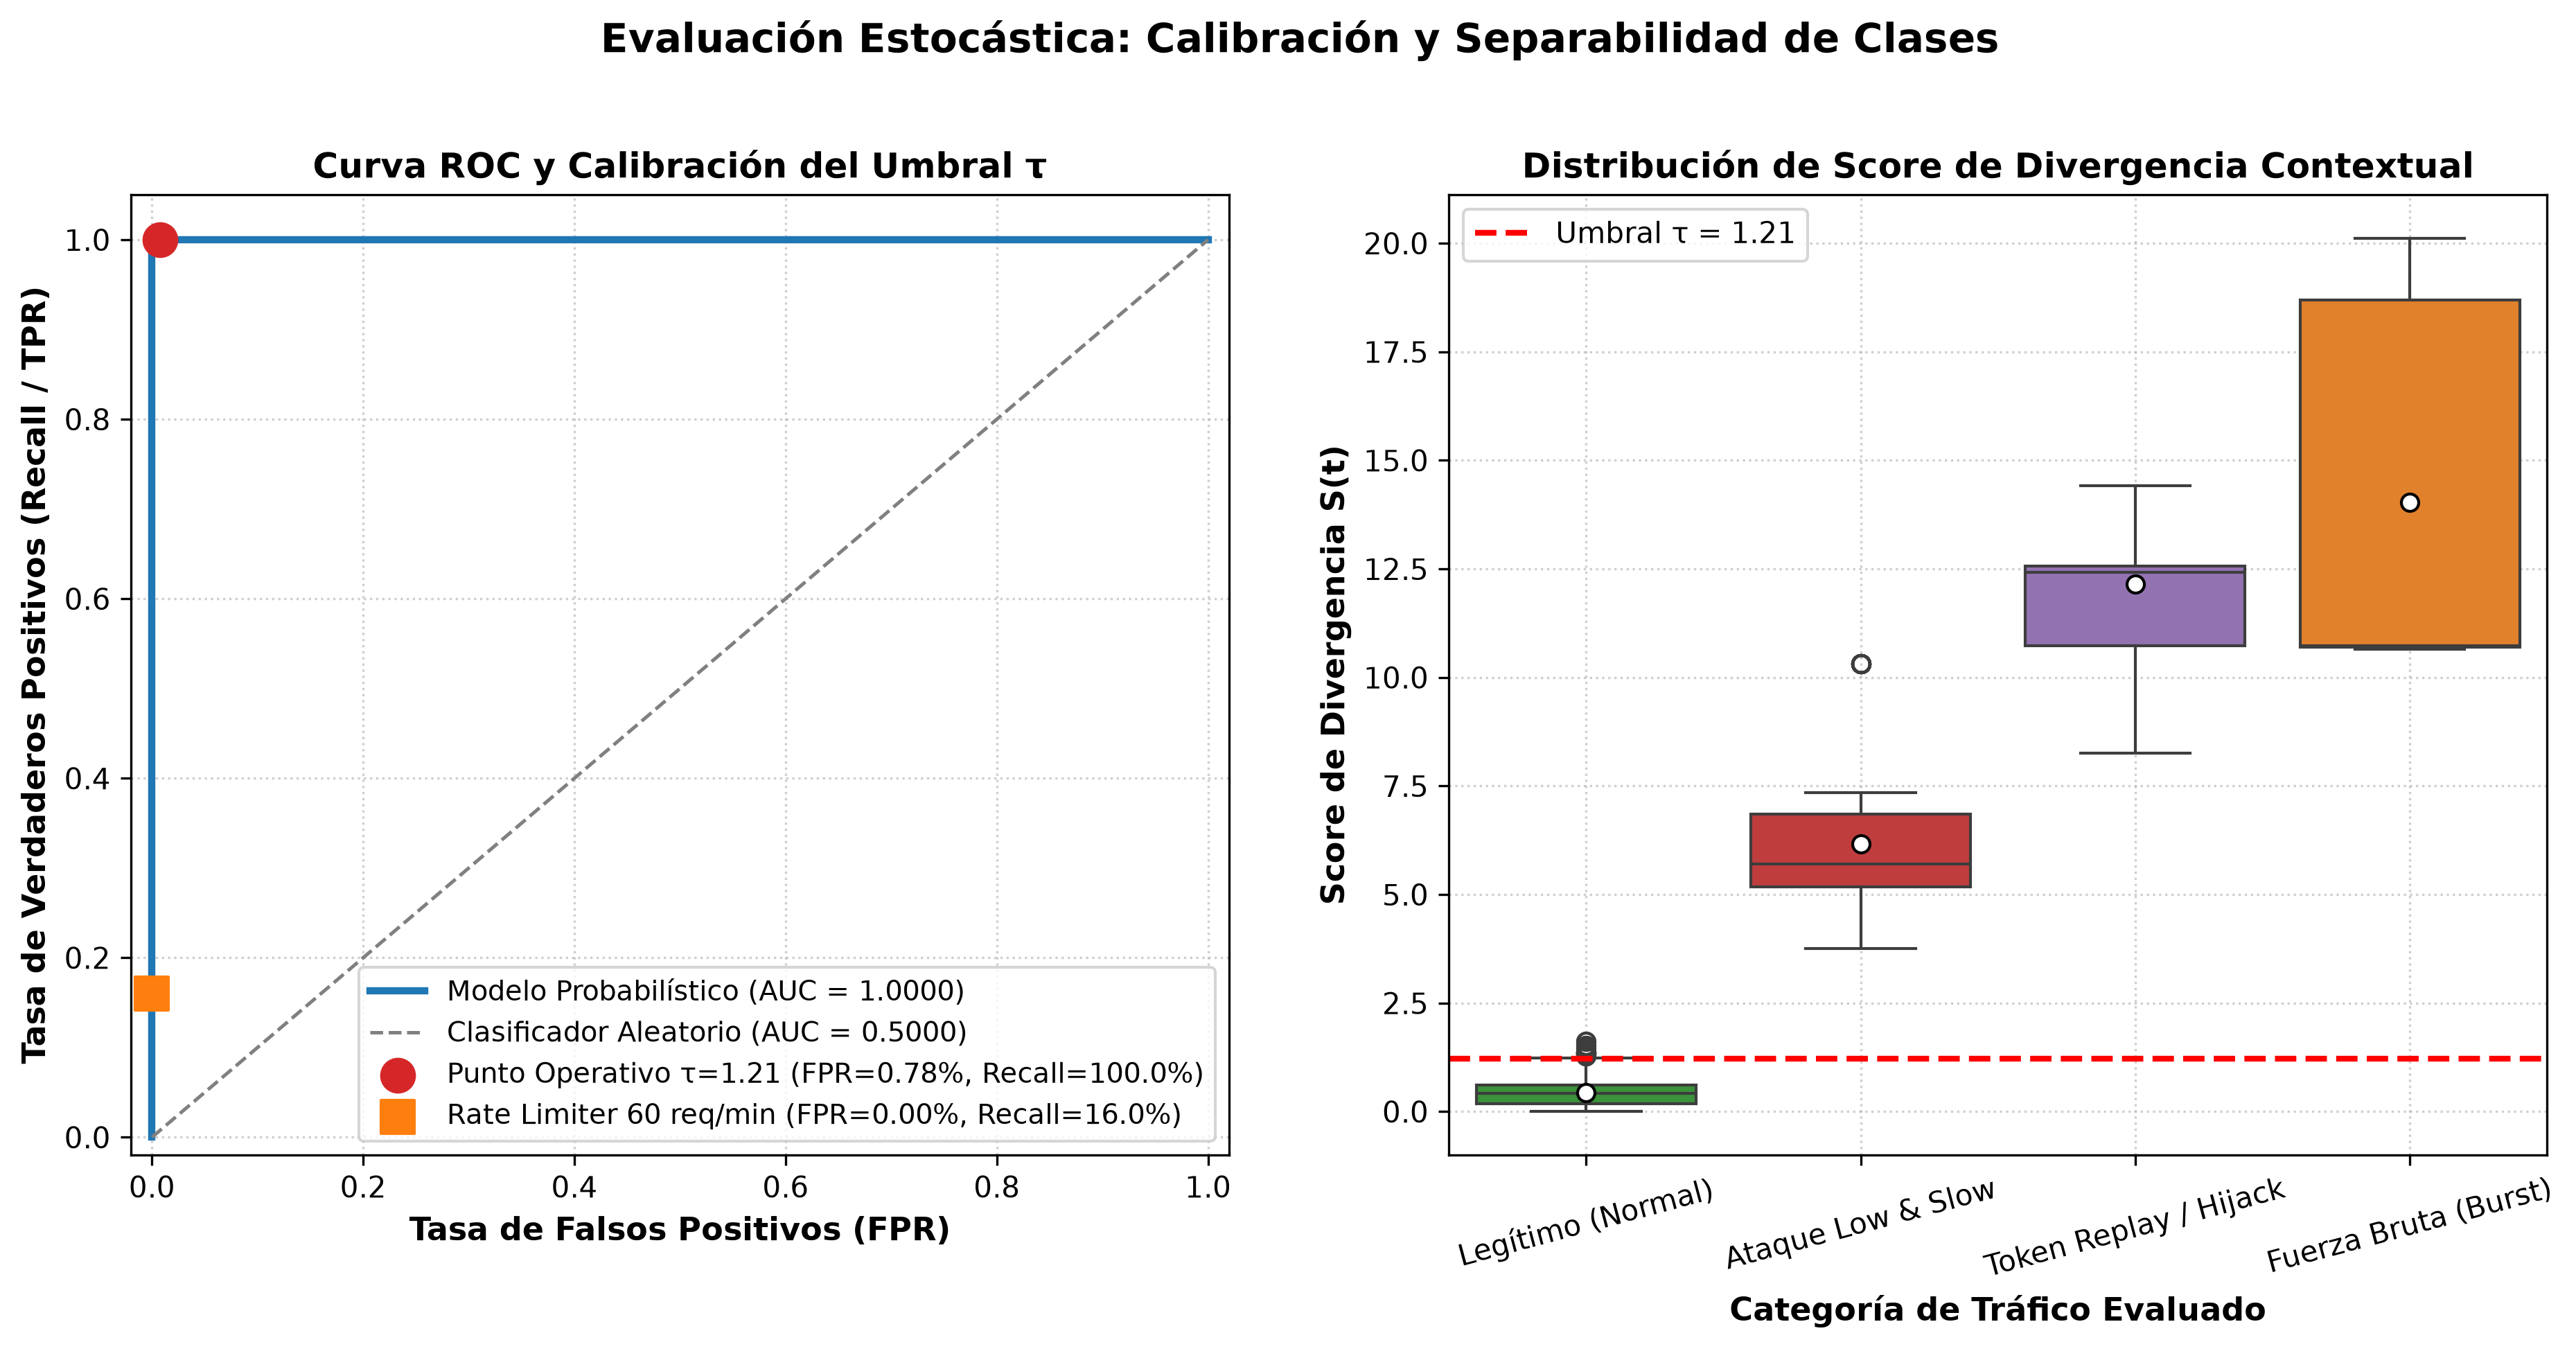 Evaluación Estocástica: Calibración y Separabilidad de Clases
Curva ROC y Calibración del Umbral τ
Tasa de Verdaderos Positivos (Recall / TPR)
1.0
0.8
0.6
0.4
0.2
0.0
Modelo Probabilístico (AUC = 1.0000)
Clasificador Aleatorio (AUC = 0.5000)
Punto Operativo τ=1.21 (FPR=0.78%, Recall=100.0%)
Rate Limiter 60 req/min (FPR=0.00%, Recall=16.0%)
0.0 0.2 0.4 0.6 0.8 1.0
Tasa de Falsos Positivos (FPR)
Distribución de Score de Divergencia Contextual
Umbral τ = 1.21
Score de Divergencia S(t)
20.0
17.5
15.0
12.5
10.0
7.5
5.0
2.5
0.0
Legítimo (Normal)
Ataque Low & Slow
Token Replay / Hijack
Fuerza Bruta (Burst)
Categoría de Tráfico Evaluado